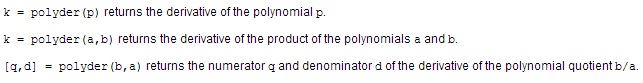 k = polyder(p) returns the derivative of the polynomial p.
k = polyder(a,b) returns the derivative of the product of the polynomials a and b.
[q,d] = polyder(b,a) returns the numerator q and denominator d of the derivative of the polynomial quotient b/a.